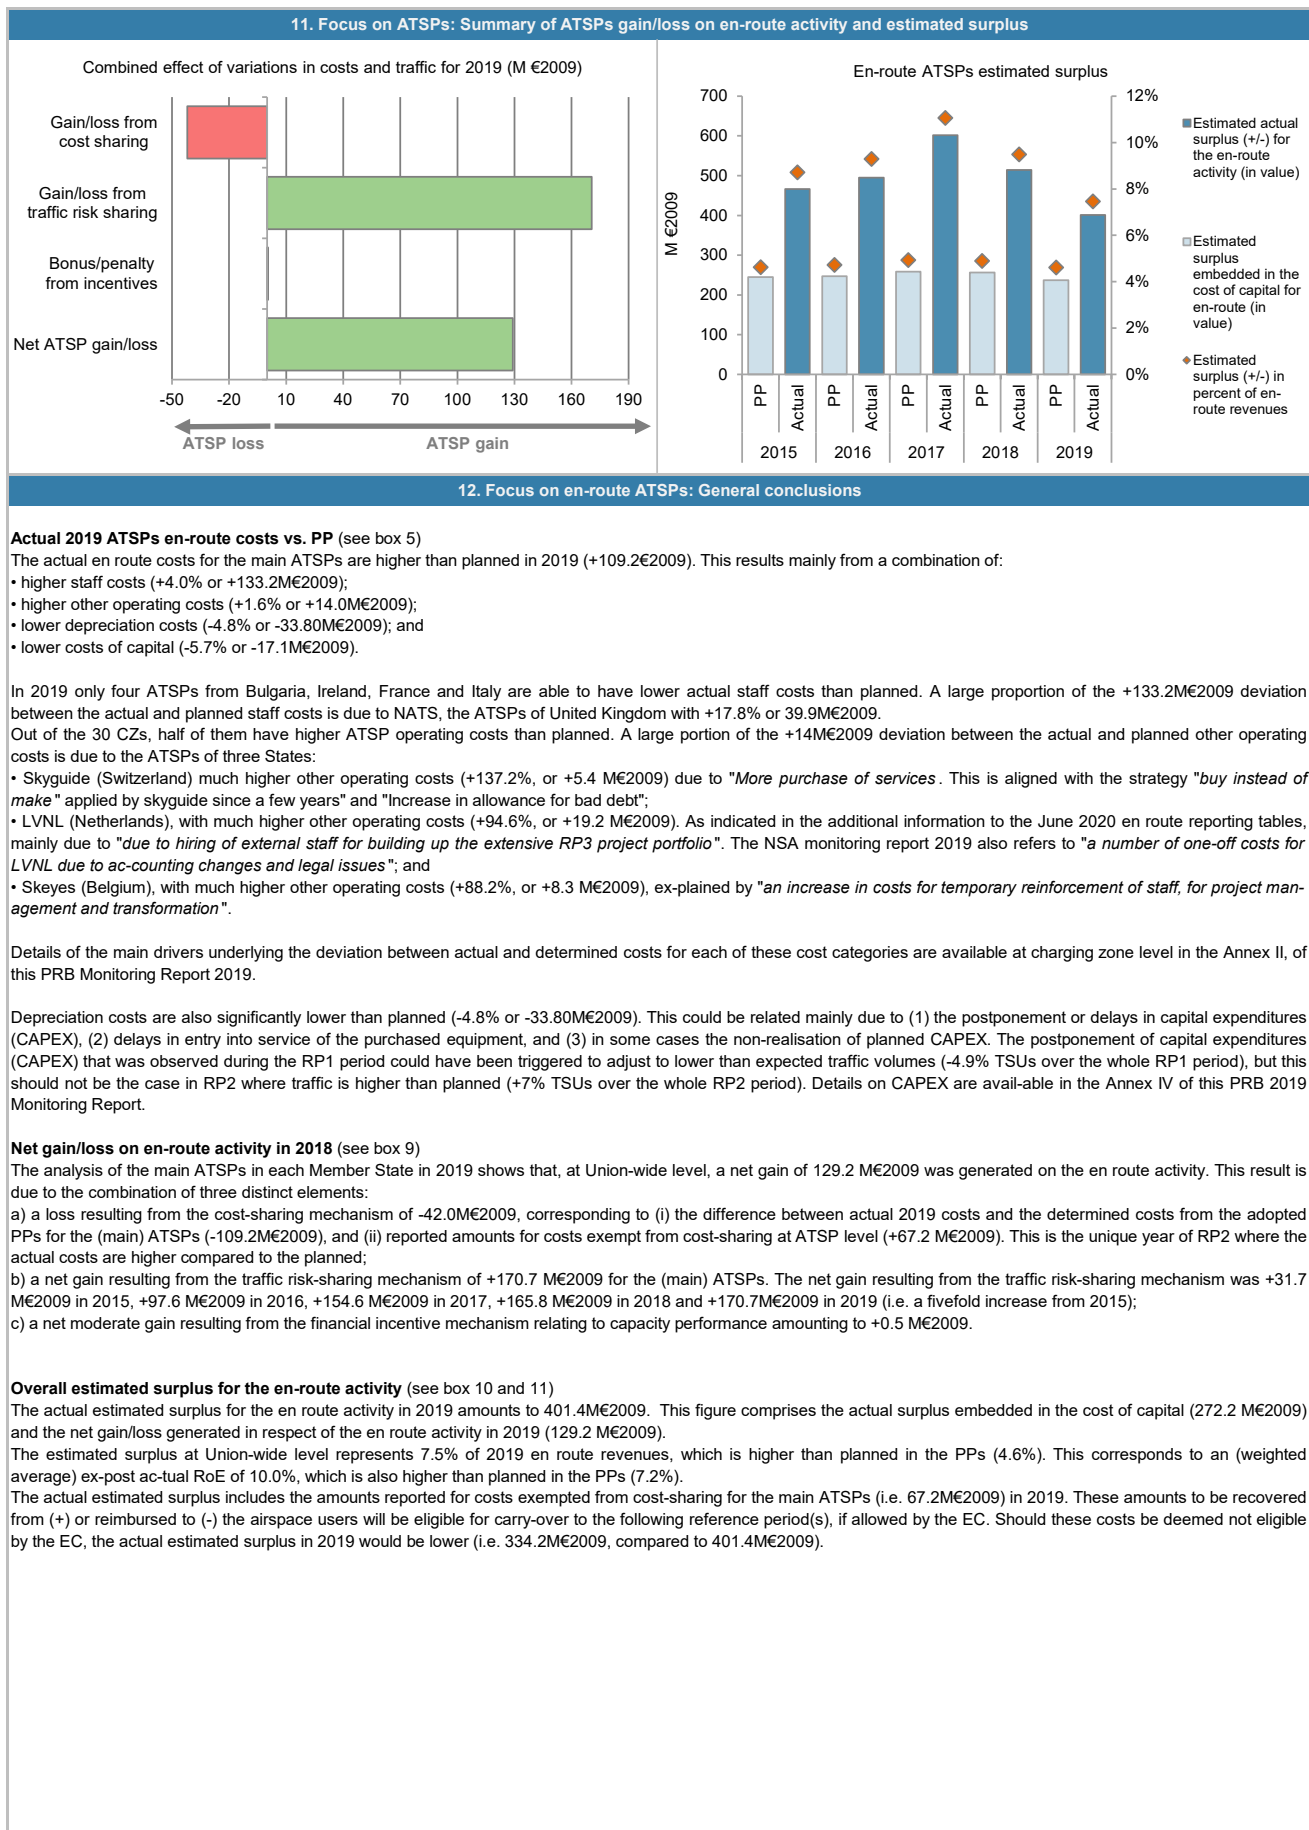 11. Focus on ATSPs: Summary of ATSPs gain/loss on en-route activity and estimated surplus
Combined effect of variations in costs and traffic for 2019 (M €2009)
Gain/loss from
cost sharing
Gain/loss from
traffic risk sharing
Bonus/penalty
from incentives
Net ATSP gain/loss
-50 -20 10 40 70 100 130 160 190
ATSP loss ATSP gain
En-route ATSPs estimated surplus
M €2009
700
600
500
400
300
200
100
0
12%
10%
8%
6%
4%
2%
0%
PP Actual PP Actual PP Actual PP Actual PP Actual
2015 2016 2017 2018 2019
Estimated actual
surplus (+/-) for
the en-route
activity (in value)
Estimated
surplus
embedded in the
cost of capital for
en-route (in
value)
Estimated
surplus (+/-) in
percent of en-
route revenues
12. Focus on en-route ATSPs: General conclusions
Actual 2019 ATSPs en-route costs vs. PP (see box 5)
The actual en route costs for the main ATSPs are higher than planned in 2019 (+109.2€2009). This results mainly from a combination of:
• higher staff costs (+4.0% or +133.2M€2009);
• higher other operating costs (+1.6% or +14.0M€2009);
• lower depreciation costs (-4.8% or -33.80M€2009); and
• lower costs of capital (-5.7% or -17.1M€2009).
In 2019 only four ATSPs from Bulgaria, Ireland, France and Italy are able to have lower actual staff costs than planned. A large proportion of the +133.2M€2009 deviation
between the actual and planned staff costs is due to NATS, the ATSPs of United Kingdom with +17.8% or 39.9M€2009.
Out of the 30 CZs, half of them have higher ATSP operating costs than planned. A large portion of the +14M€2009 deviation between the actual and planned other operating
costs is due to the ATSPs of three States:
• Skyguide (Switzerland) much higher other operating costs (+137.2%, or +5.4 M€2009) due to "More purchase of services. This is aligned with the strategy "buy instead of
make" applied by skyguide since a few years" and "Increase in allowance for bad debt";
• LVNL (Netherlands), with much higher other operating costs (+94.6%, or +19.2 M€2009). As indicated in the additional information to the June 2020 en route reporting tables,
mainly due to "due to hiring of external staff for building up the extensive RP3 project portfolio". The NSA monitoring report 2019 also refers to "a number of one-off costs for
LVNL due to ac-counting changes and legal issues"; and
• Skeyes (Belgium), with much higher other operating costs (+88.2%, or +8.3 M€2009), ex-plained by "an increase in costs for temporary reinforcement of staff, for project man-
agement and transformation".
Details of the main drivers underlying the deviation between actual and determined costs for each of these cost categories are available at charging zone level in the Annex II, of
this PRB Monitoring Report 2019.
Depreciation costs are also significantly lower than planned (-4.8% or -33.80M€2009). This could be related mainly due to (1) the postponement or delays in capital expenditures
(CAPEX), (2) delays in entry into service of the purchased equipment, and (3) in some cases the non-realisation of planned CAPEX. The postponement of capital expenditures
(CAPEX) that was observed during the RP1 period could have been triggered to adjust to lower than expected traffic volumes (-4.9% TSUs over the whole RP1 period), but this
should not be the case in RP2 where traffic is higher than planned (+7% TSUs over the whole RP2 period). Details on CAPEX are avail-able in the Annex IV of this PRB 2019
Monitoring Report.
Net gain/loss on en-route activity in 2018 (see box 9)
The analysis of the main ATSPs in each Member State in 2019 shows that, at Union-wide level, a net gain of 129.2 M€2009 was generated on the en route activity. This result is
due to the combination of three distinct elements:
a) a loss resulting from the cost-sharing mechanism of -42.0M€2009, corresponding to (i) the difference between actual 2019 costs and the determined costs from the adopted
PPs for the (main) ATSPs (-109.2M€2009), and (ii) reported amounts for costs exempt from cost-sharing at ATSP level (+67.2 M€2009). This is the unique year of RP2 where the
actual costs are higher compared to the planned;
b) a net gain resulting from the traffic risk-sharing mechanism of +170.7 M€2009 for the (main) ATSPs. The net gain resulting from the traffic risk-sharing mechanism was +31.7
M€2009 in 2015, +97.6 M€2009 in 2016, +154.6 M€2009 in 2017, +165.8 M€2009 in 2018 and +170.7M€2009 in 2019 (i.e. a fivefold increase from 2015);
c) a net moderate gain resulting from the financial incentive mechanism relating to capacity performance amounting to +0.5 M€2009.
Overall estimated surplus for the en-route activity (see box 10 and 11)
The actual estimated surplus for the en route activity in 2019 amounts to 401.4M€2009. This figure comprises the actual surplus embedded in the cost of capital (272.2 M€2009)
and the net gain/loss generated in respect of the en route activity in 2019 (129.2 M€2009).
The estimated surplus at Union-wide level represents 7.5% of 2019 en route revenues, which is higher than planned in the PPs (4.6%). This corresponds to an (weighted
average) ex-post ac-tual RoE of 10.0%, which is also higher than planned in the PPs (7.2%).
The actual estimated surplus includes the amounts reported for costs exempted from cost-sharing for the main ATSPs (i.e. 67.2M€2009) in 2019. These amounts to be recovered
from (+) or reimbursed to (-) the airspace users will be eligible for carry-over to the following reference period(s), if allowed by the EC. Should these costs be deemed not eligible
by the EC, the actual estimated surplus in 2019 would be lower (i.e. 334.2M€2009, compared to 401.4M€2009).